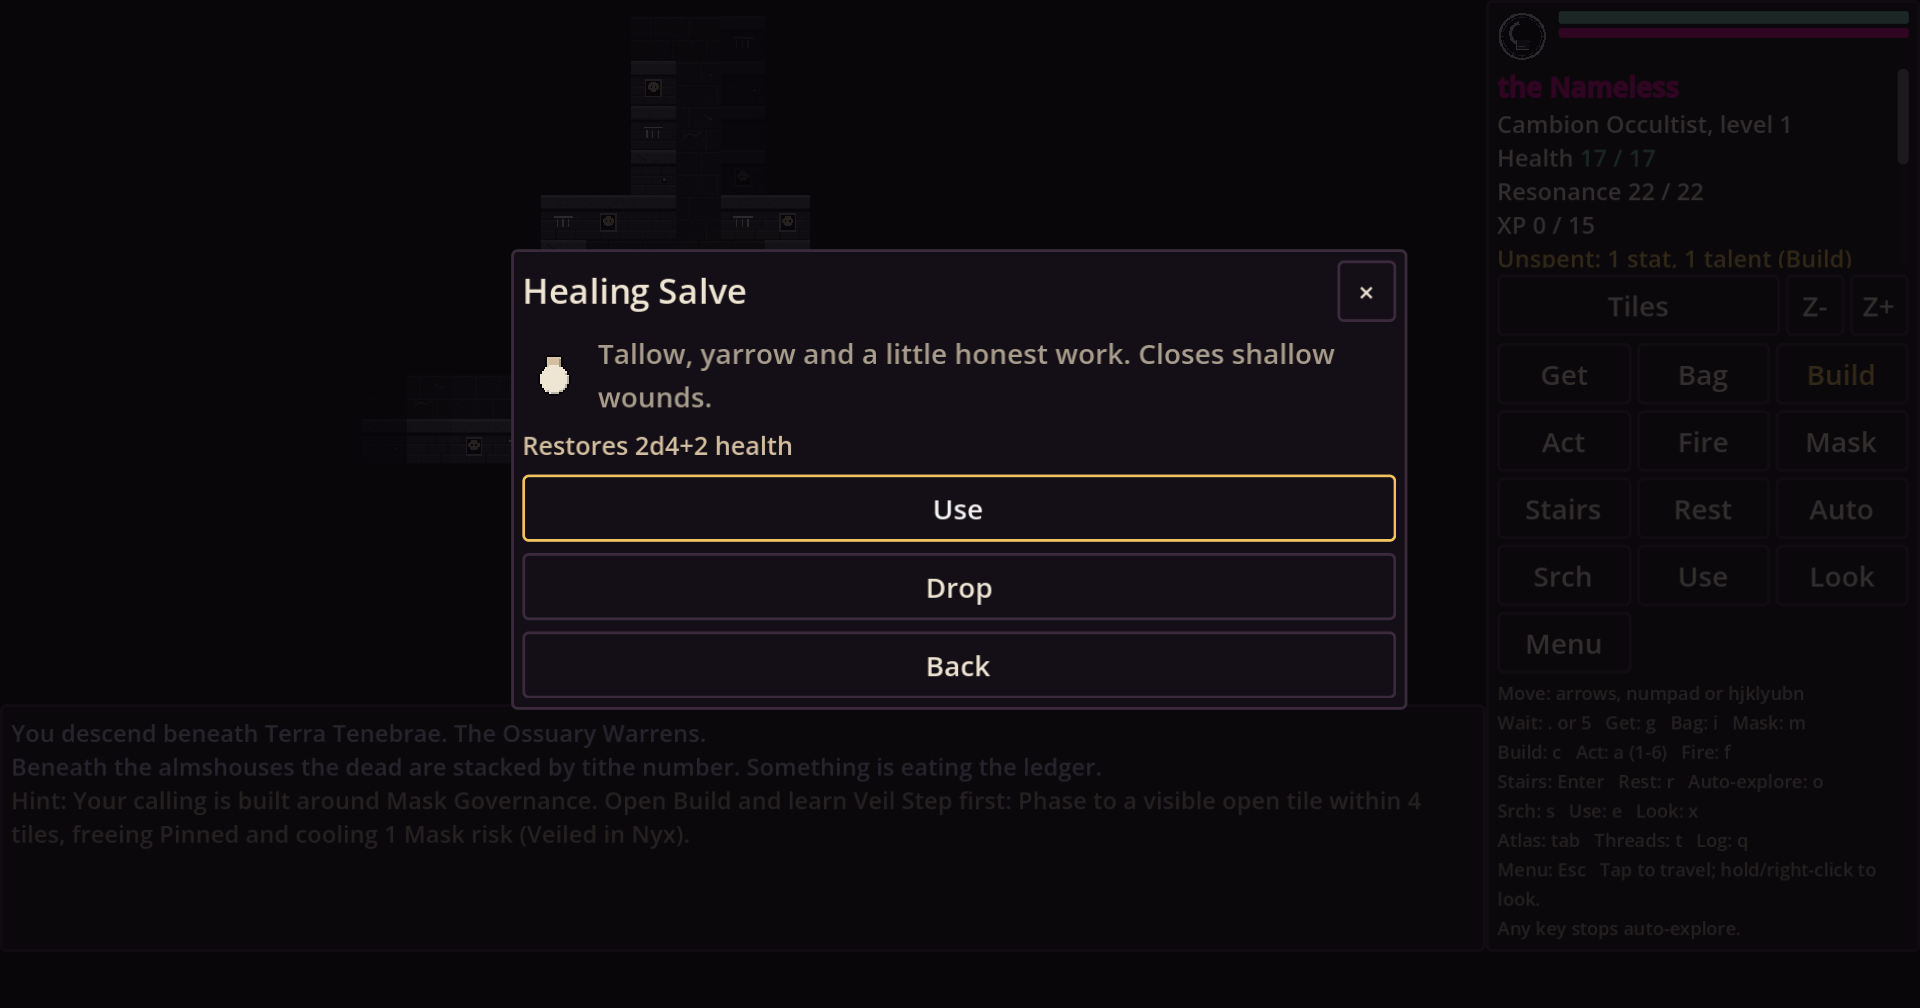 the Nameless
Cambion Occultist, level 1
Health 17 / 17
Resonance 22 / 22
XP 0 / 15
Unspent: 1 stat, 1 talent (Build)
Tiles Z- Z+
Get Bag Build
Act Fire Mask
Stairs Rest Auto
Srch Use Look
Menu
Move: arrows, numpad or hjklyubn
Wait: . or 5 Get: g Bag: i Mask: m
Build: c Act: a (1-6) Fire: f
Stairs: Enter Rest: r Auto-explore: o
Srch: s Use: e Look: x
Atlas: tab Threads: t Log: q
Menu: Esc Tap to travel; hold/right-click to
look.
Any key stops auto-explore.
Healing Salve
×
Tallow, yarrow and a little honest work. Closes shallow
wounds.
Restores 2d4+2 health
Use
Drop
Back
You descend beneath Terra Tenebrae. The Ossuary Warrens.
Beneath the almshouses the dead are stacked by tithe number. Something is eating the ledger.
Hint: Your calling is built around Mask Governance. Open Build and learn Veil Step first: Phase to a visible open tile within 4
tiles, freeing Pinned and cooling 1 Mask risk (Veiled in Nyx).